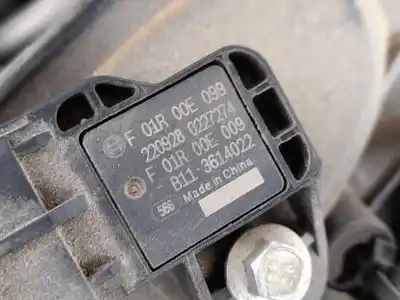 F 01R 00E 099
220928 0227274
F 01R 00E 009
B11-3614022
566 Made in China